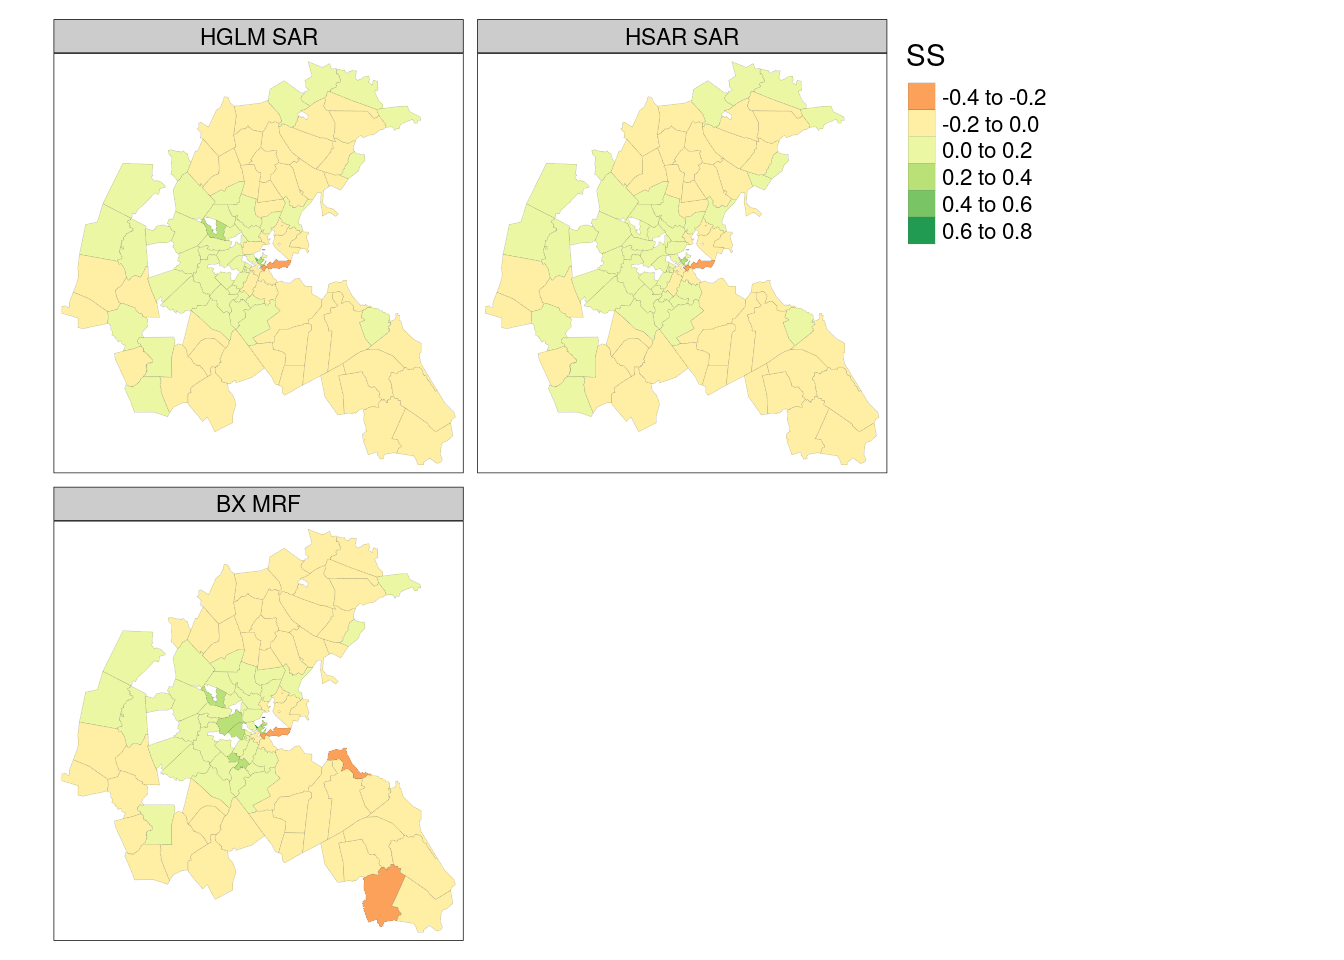 HGLM SAR
HSAR SAR
SS
-0.4 to -0.2
-0.2 to 0.0
0.0 to 0.2
0.2 to 0.4
0.4 to 0.6
0.6 to 0.8
BX MRF